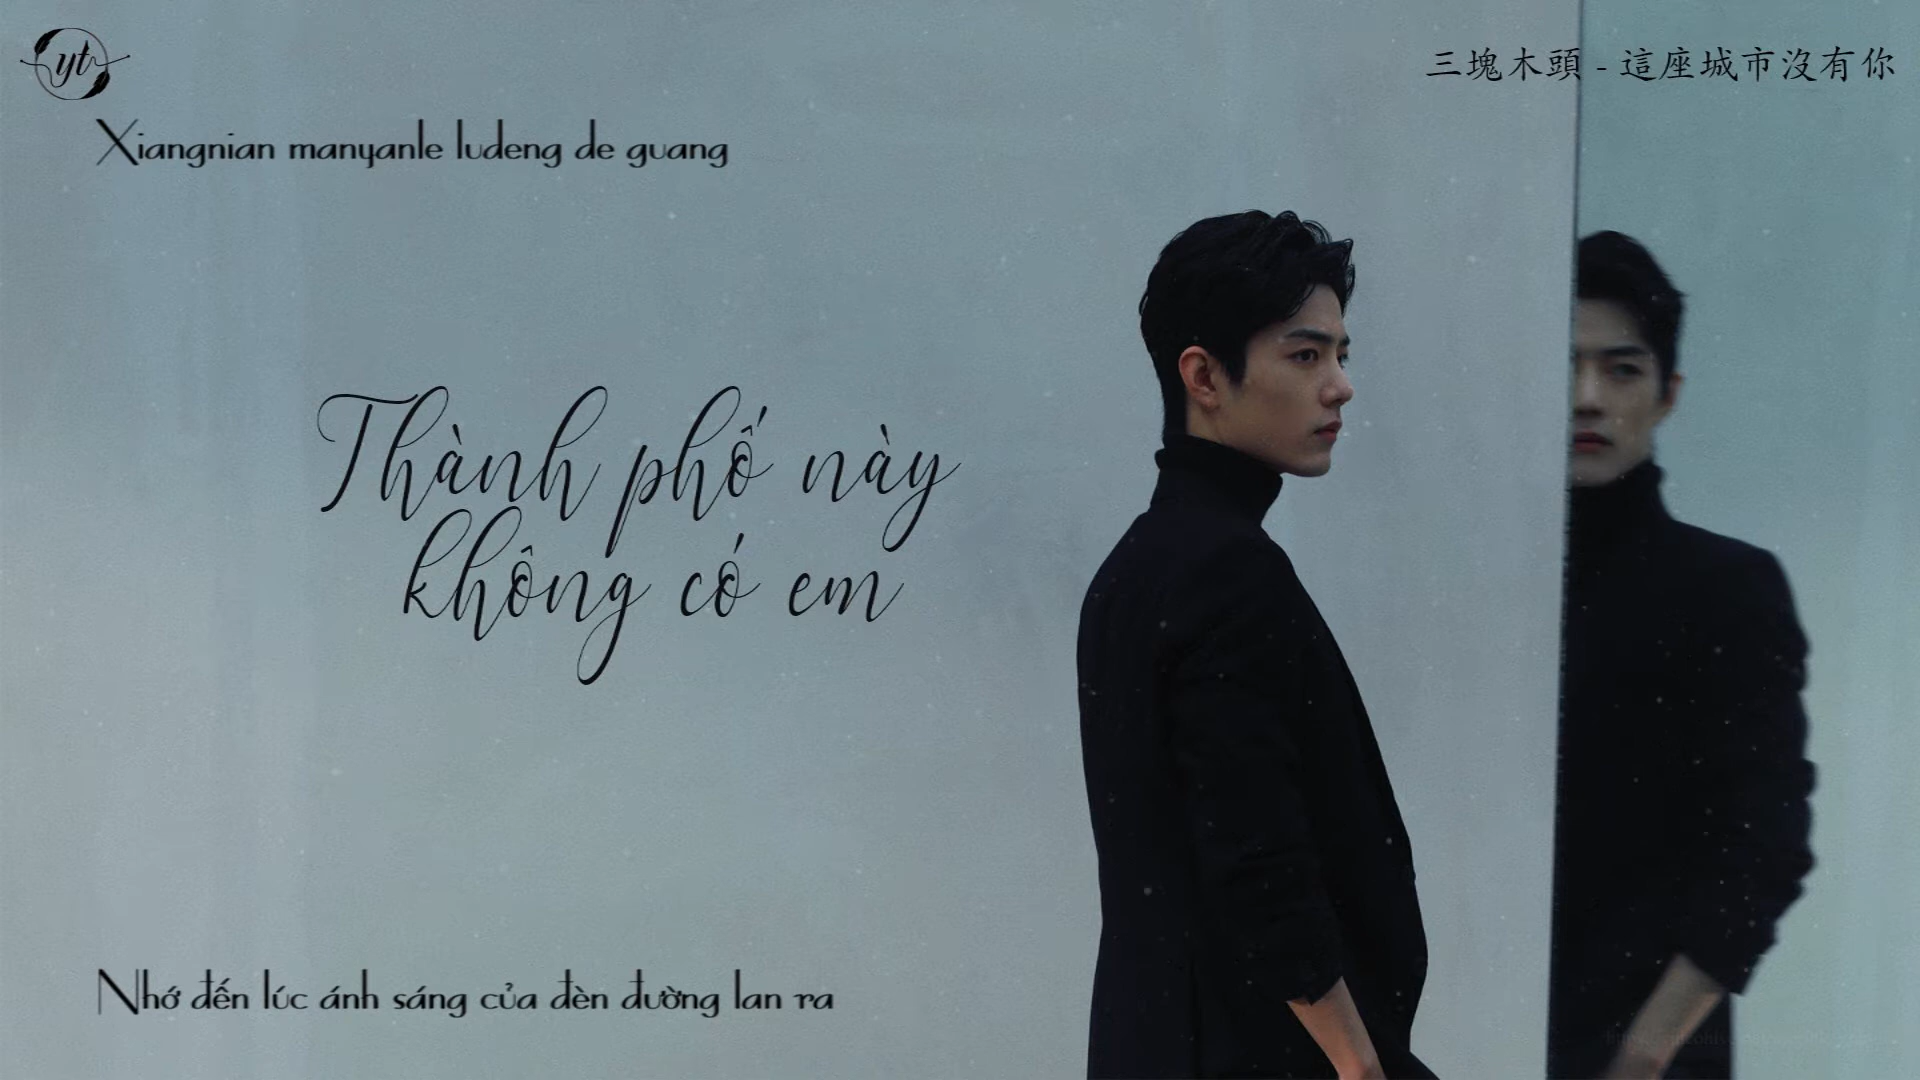 yt
三塊木頭 - 這座城市沒有你
Xiangnian manyanle ludeng de guang
Thành phố này
không có em
Nhớ đến lúc ánh sáng của đèn đường lan ra